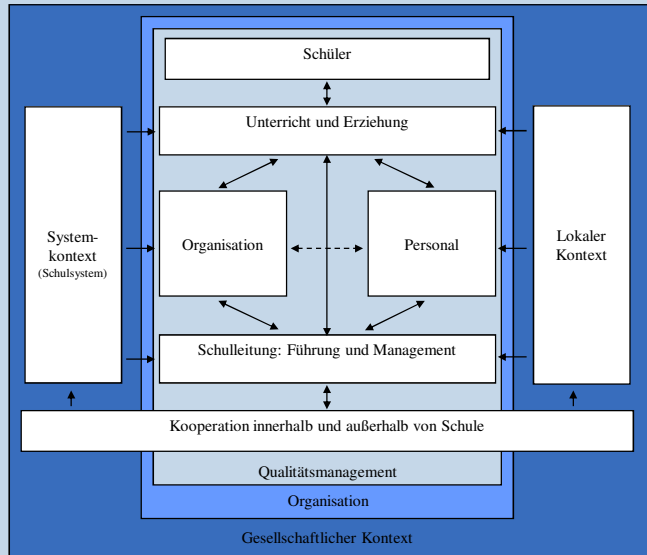 Schüler
Unterricht und Erziehung
System-
kontext
(Schulsystem)
Organisation
Personal
Lokaler
Kontext
Schulleitung: Führung und Management
Kooperation innerhalb und außerhalb von Schule
Qualitätsmanagement
Organisation
Gesellschaftlicher Kontext